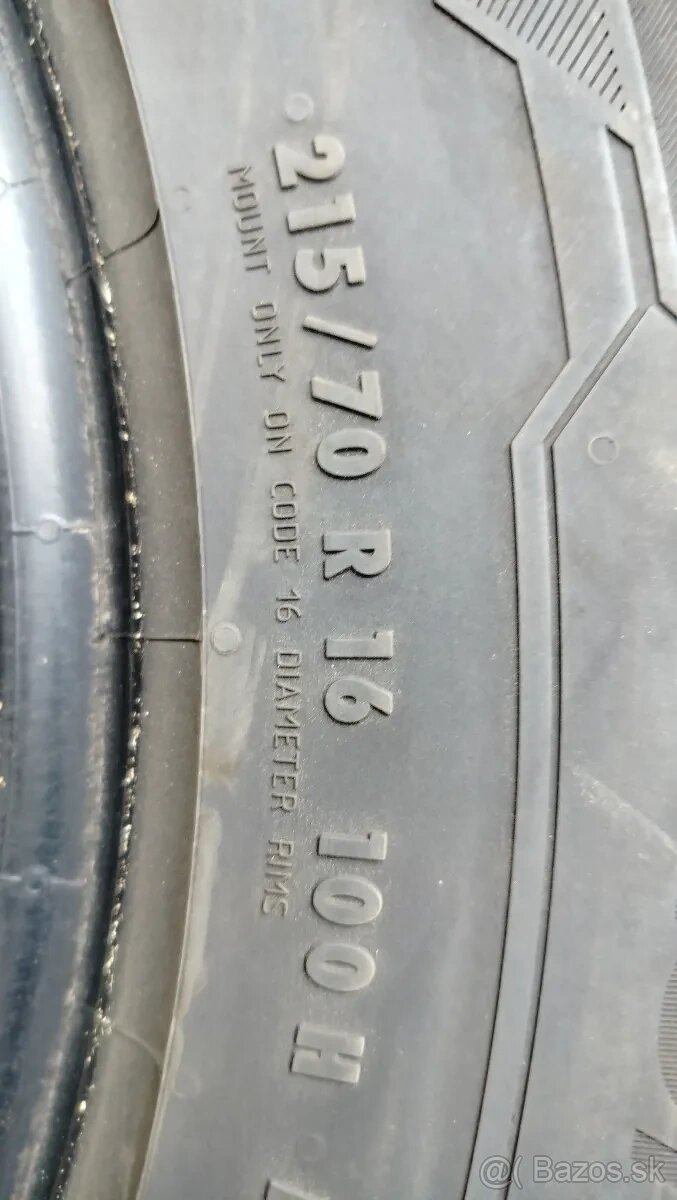 215/70 R 16 100 H
MOUNT ONLY ON CODE 16 DIAMETER RIMS
@( Bazos.sk